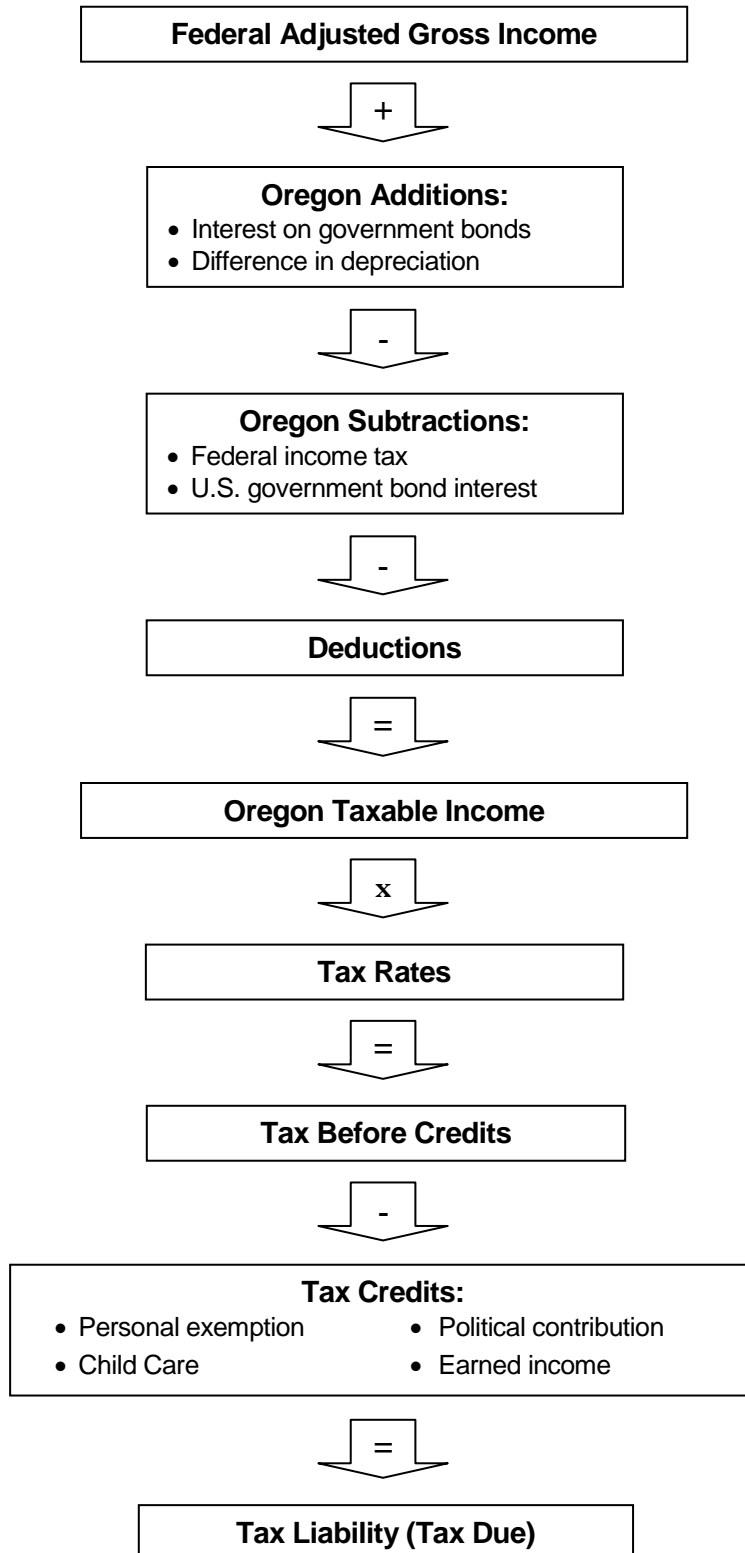 Federal Adjusted Gross Income
+
Oregon Additions:
• Interest on government bonds
• Difference in depreciation
-
Oregon Subtractions:
• Federal income tax
• U.S. government bond interest
-
Deductions
=
Oregon Taxable Income
x
Tax Rates
=
Tax Before Credits
-
Tax Credits:
• Personal exemption • Political contribution
• Child Care • Earned income
=
Tax Liability (Tax Due)